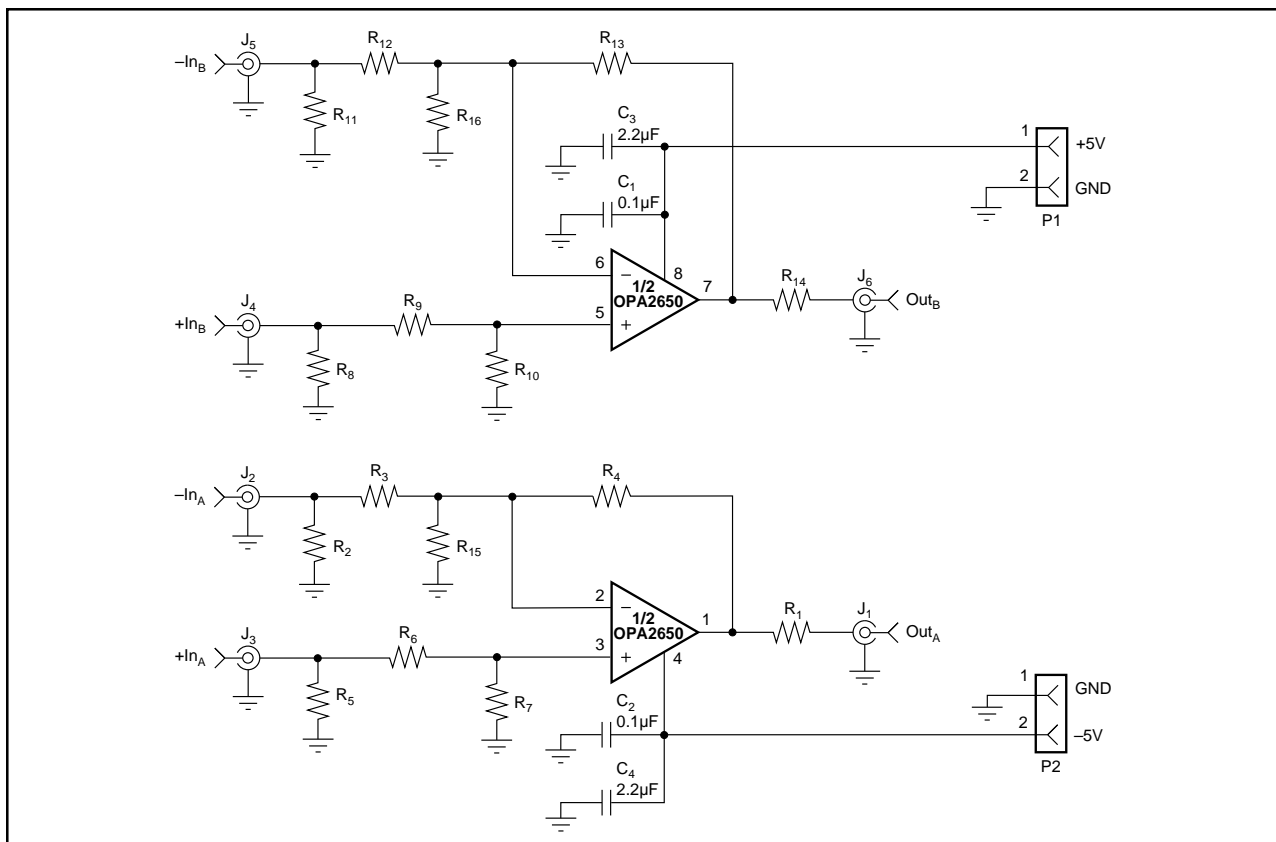 J5
–InB
R12
R13
R11
R16
C3
2.2µF
1
+5V
2
GND
P1
C1
0.1µF
6
–
8
1/2
OPA2650
7
5
+
R14
J6
OutB
J4
+InB
R9
R8
R10
J2
–InA
R3
R4
R2
R15
2
–
1/2
OPA2650
1
3
+
4
R1
J1
OutA
J3
+InA
R6
R5
R7
C2
0.1µF
C4
2.2µF
1
GND
2
–5V
P2